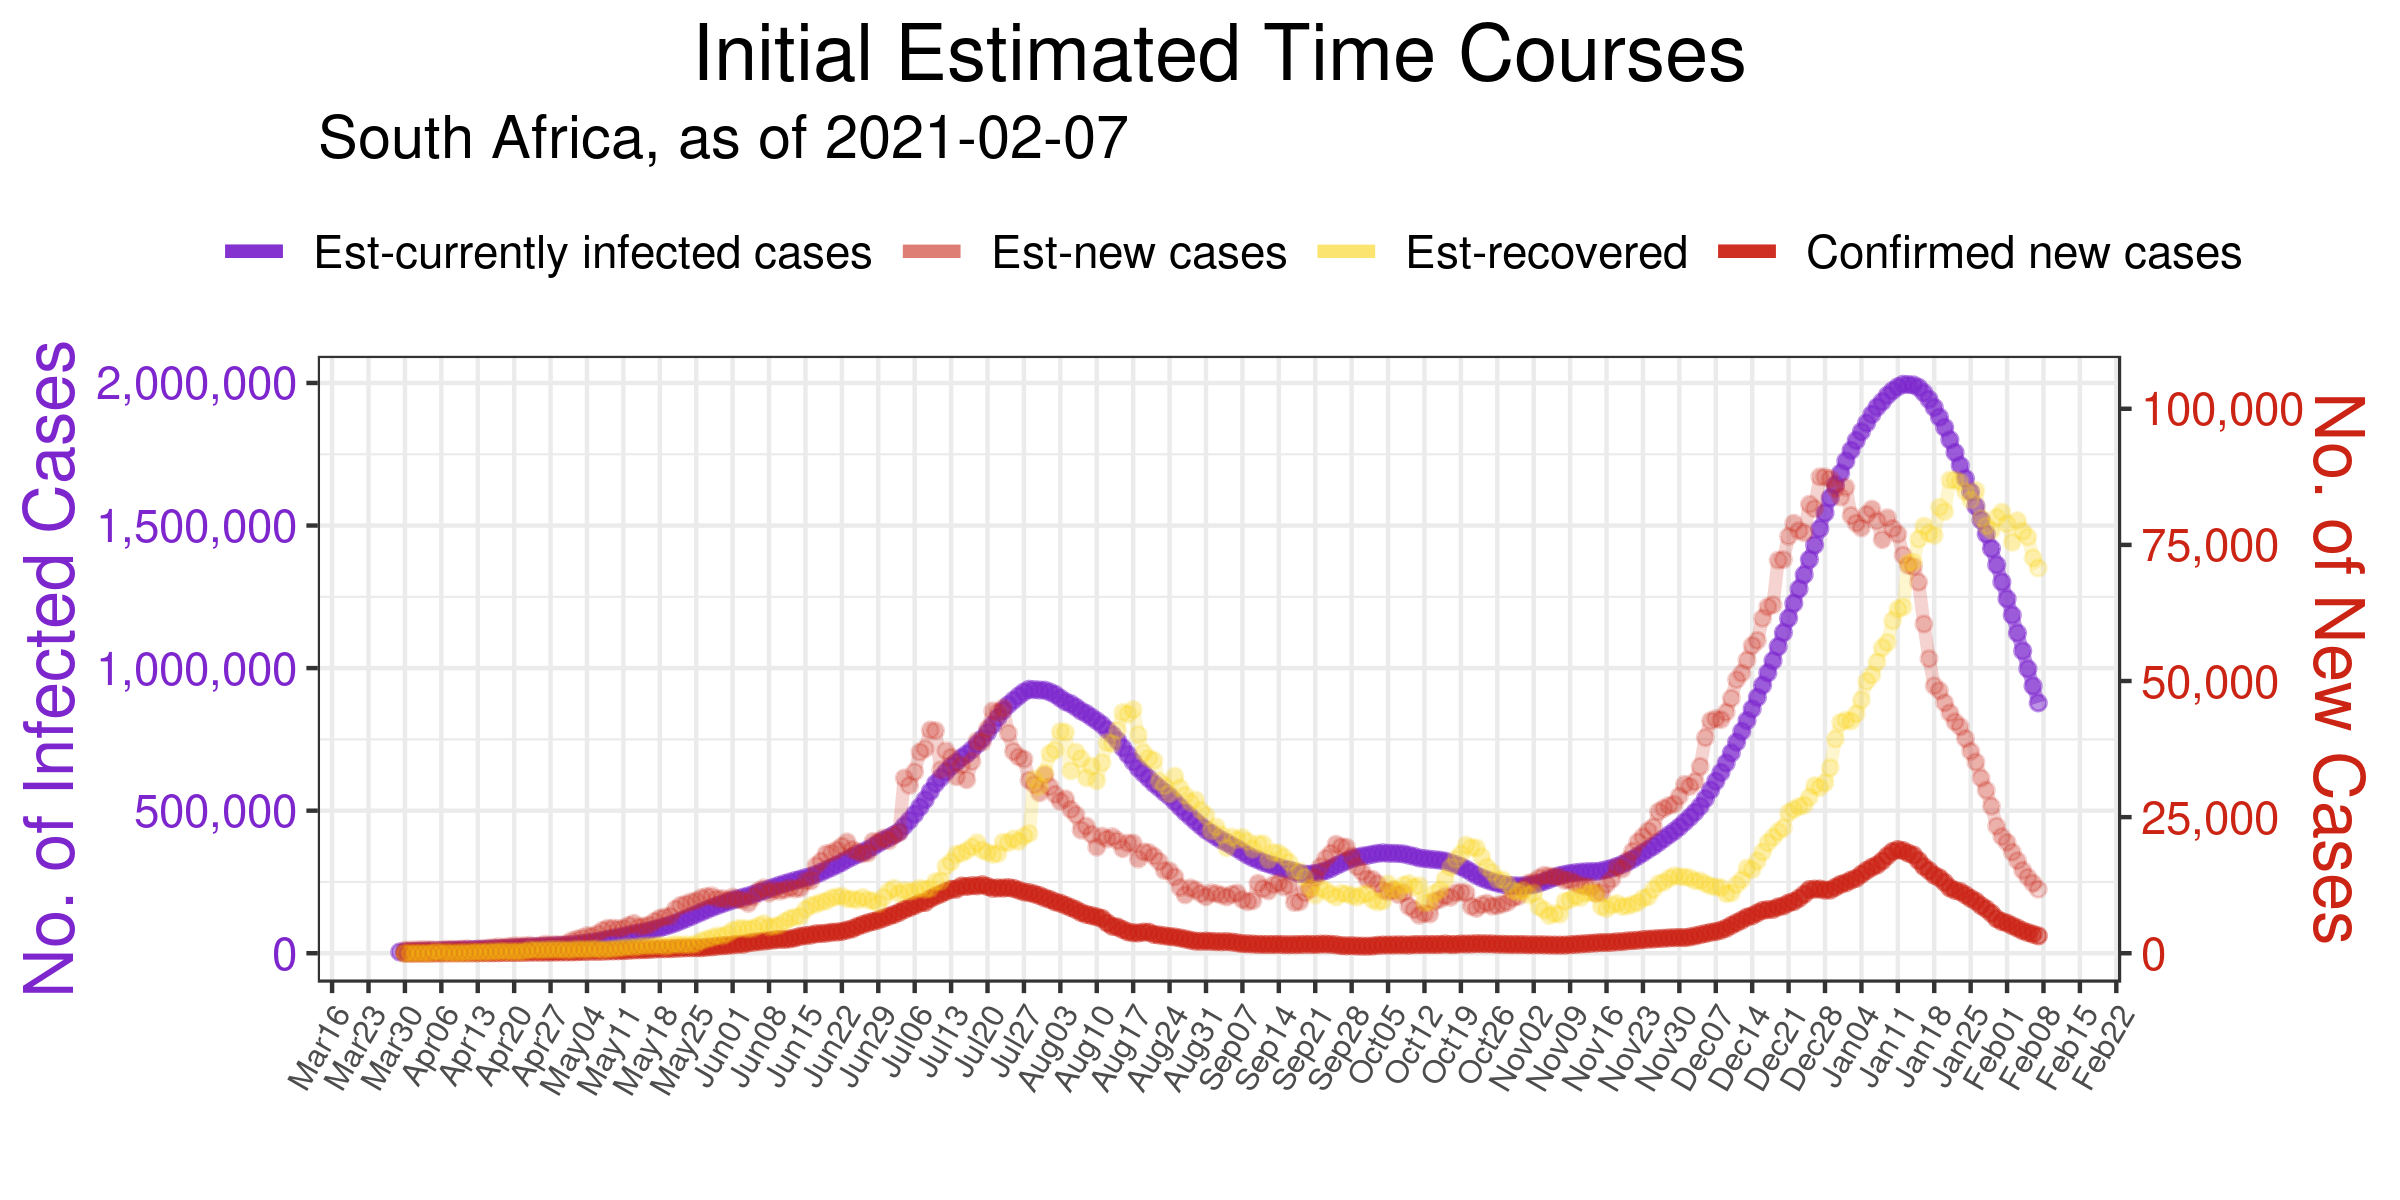 Initial Estimated Time Courses
South Africa, as of 2021-02-07
Est-currently infected cases
Est-new cases
Est-recovered
Confirmed new cases
No. of Infected Cases
2,000,000
1,500,000
1,000,000
500,000
0
100,000
75,000
50,000
25,000
0
No. of New Cases
Mar16
Mar23
Mar30
Apr06
Apr13
Apr20
Apr27
May04
May11
May18
May25
Jun01
Jun08
Jun15
Jun22
Jun29
Jul06
Jul13
Jul20
Jul27
Aug03
Aug10
Aug17
Aug24
Aug31
Sep07
Sep14
Sep21
Sep28
Oct05
Oct12
Oct19
Oct26
Nov02
Nov09
Nov16
Nov23
Nov30
Dec07
Dec14
Dec21
Dec28
Jan04
Jan11
Jan18
Jan25
Feb01
Feb08
Feb15
Feb22